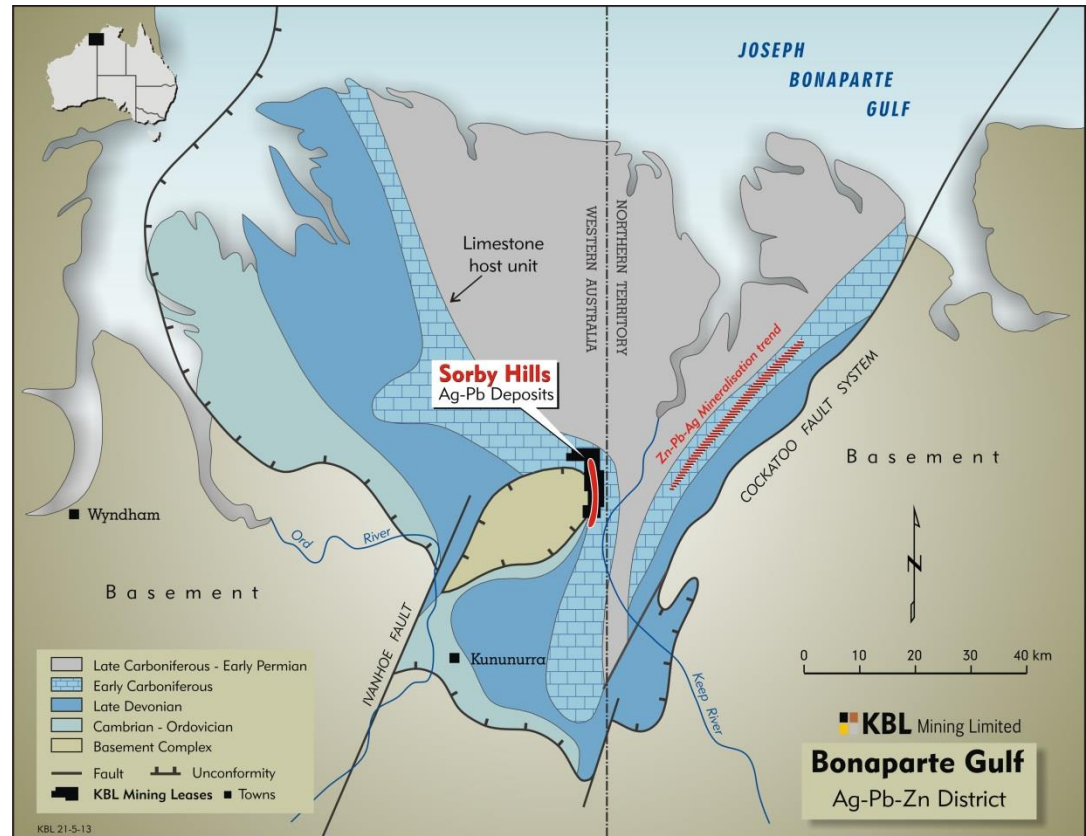 JOSEPH
BONAPARTE
GULF
Limestone
host unit
WESTERN AUSTRALIA
NORTHERN TERRITORY
Sorby Hills
Ag-Pb Deposits
Zn-Pb-Ag Mineralisation trend
COCKATOO FAULT SYSTEM
Basement
Wyndham
Ord
River
Basement
N
IVANHOE FAULT
Kununurra
Keep River
0 10 20 30 40 km
Late Carboniferous - Early Permian
Early Carboniferous
Late Devonian
Cambrian - Ordovician
Basement Complex
Fault
Unconformity
KBL Mining Leases
Towns
KBL Mining Limited
Bonaparte Gulf
Ag-Pb-Zn District
KBL 21-5-13